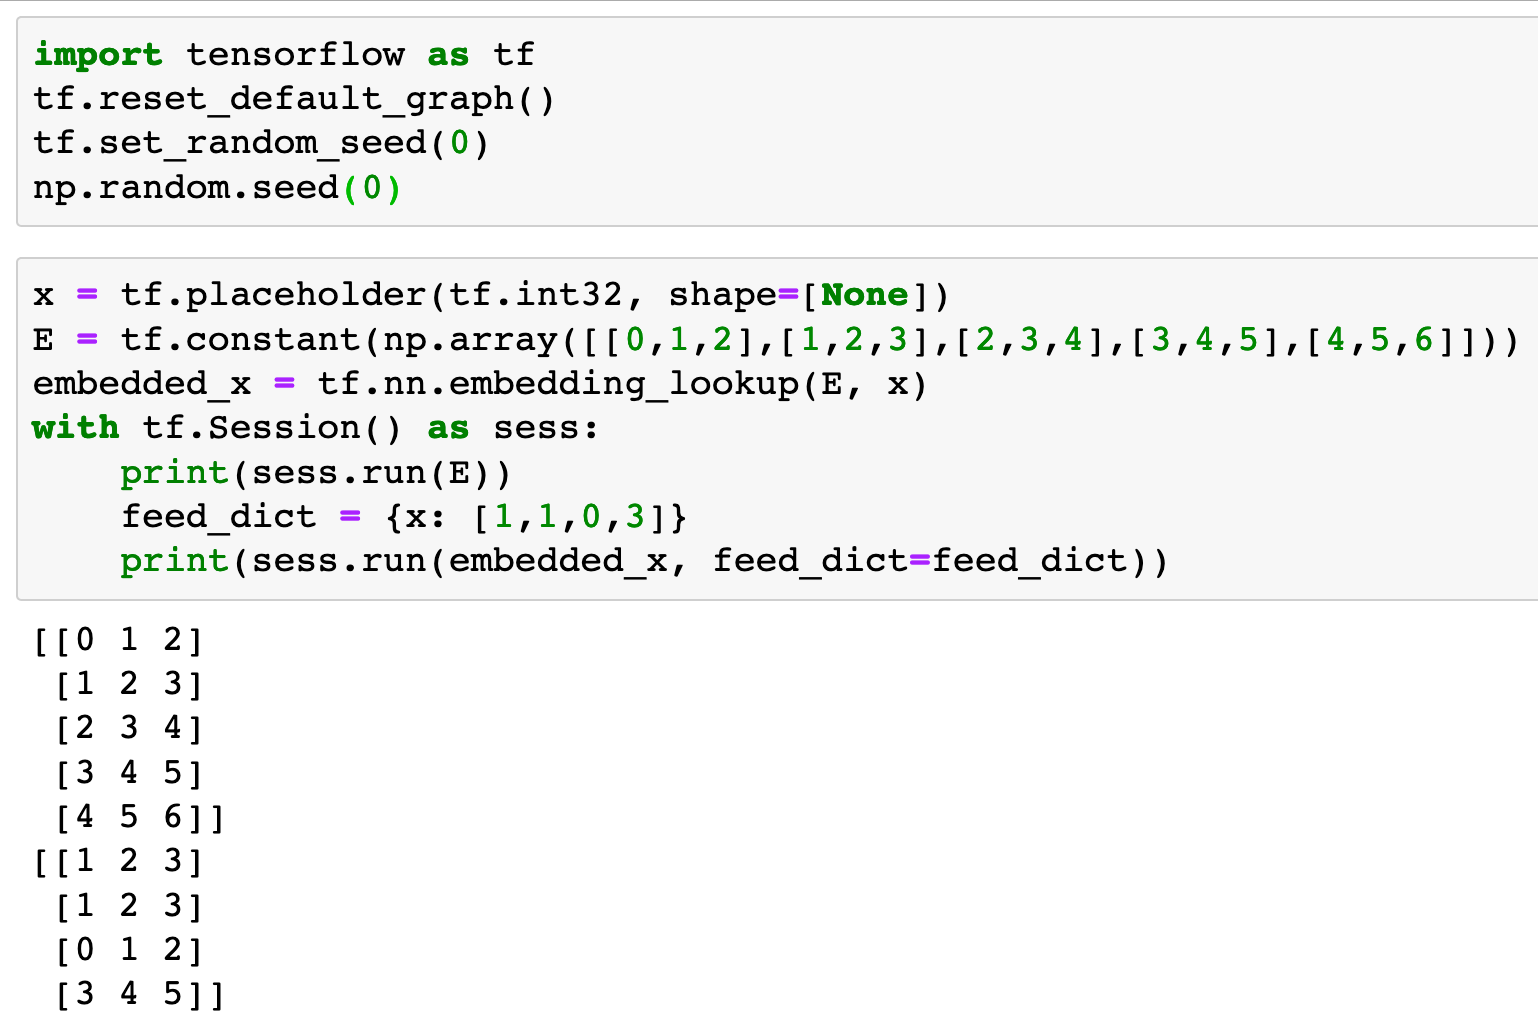 import tensorflow as tf
tf.reset_default_graph()
tf.set_random_seed(0)
np.random.seed(0)
x = tf.placeholder(tf.int32, shape=[None])
E = tf.constant(np.array([[0,1,2],[1,2,3],[2,3,4],[3,4,5],[4,5,6]]))
embedded_x = tf.nn.embedding_lookup(E, x)
with tf.Session() as sess:
    print(sess.run(E))
    feed_dict = {x: [1,1,0,3]}
    print(sess.run(embedded_x, feed_dict=feed_dict))
[[0 1 2]
 [1 2 3]
 [2 3 4]
 [3 4 5]
 [4 5 6]]
[[1 2 3]
 [1 2 3]
 [0 1 2]
 [3 4 5]]